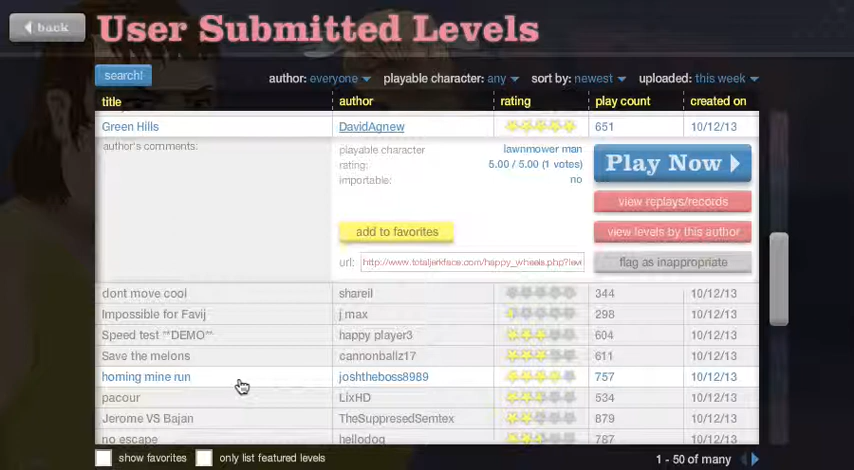 back
User Submitted Levels
search! author: everyone playable character: any sort by: newest uploaded: this week
title author rating play count created on
Green Hills DavidAgnew 651 10/12/13
author's comments: playable character lawnmower man Play Now
rating: 5.00 / 5.00 (1 votes)
importable: no
view replays/records
add to favorites view levels by this author
url: http://www.totaljerkface.com/happy_wheels.php?lev flag as inappropriate
dont move cool shareil 344 10/12/13
Impossible for Favij j max 298 10/12/13
Speed test **DEMO** happy player3 604 10/12/13
Save the melons cannonballz17 611 10/12/13
homing mine run joshtheboss8989 757 10/12/13
pacour LixHD 534 10/12/13
Jerome VS Bajan TheSuppresedSemtex 879 10/12/13
no escape hellodog 787 10/12/13
show favorites only list featured levels 1 - 50 of many